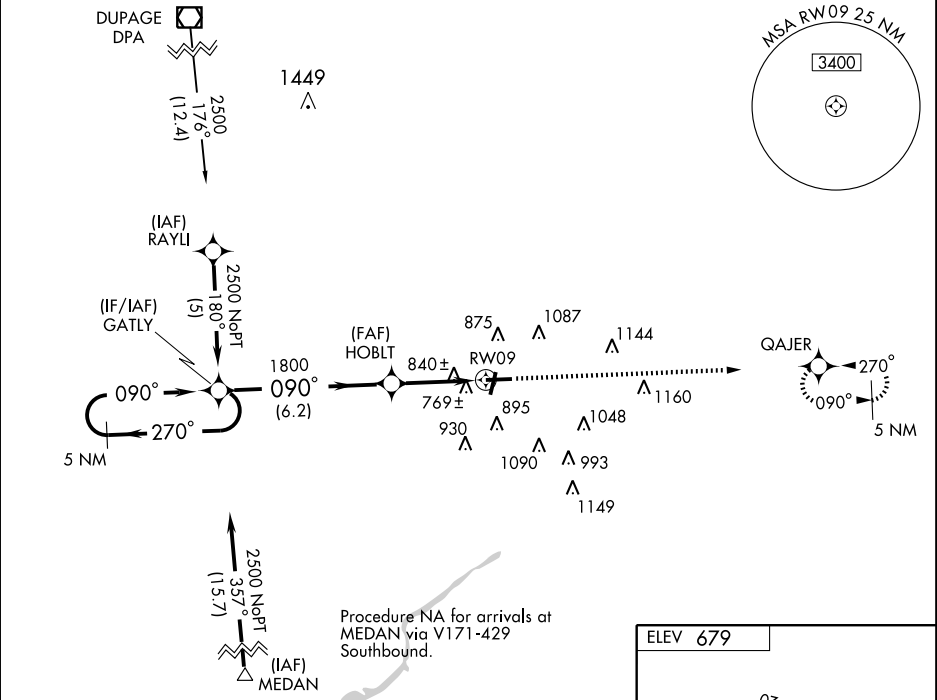 DUPAGE
DPA
MSA RW09 25 NM
3400
1449
2500
176°
(12.4)
(IAF)
RAYLI
2500 NoPT
180°
(5)
(IF/IAF)
GATLY
(FAF)
HOBLT
875
1087
1144
840±
RW09
QAJER
1800
090°
(6.2)
090°
270°
5 NM
769±
895
930
1048
1090
993
1149
1160
270°
090°
5 NM
2500 NoPT
357°
(15.7)
(IAF)
MEDAN
Procedure NA for arrivals at
MEDAN via V171-429
Southbound.
ELEV 679